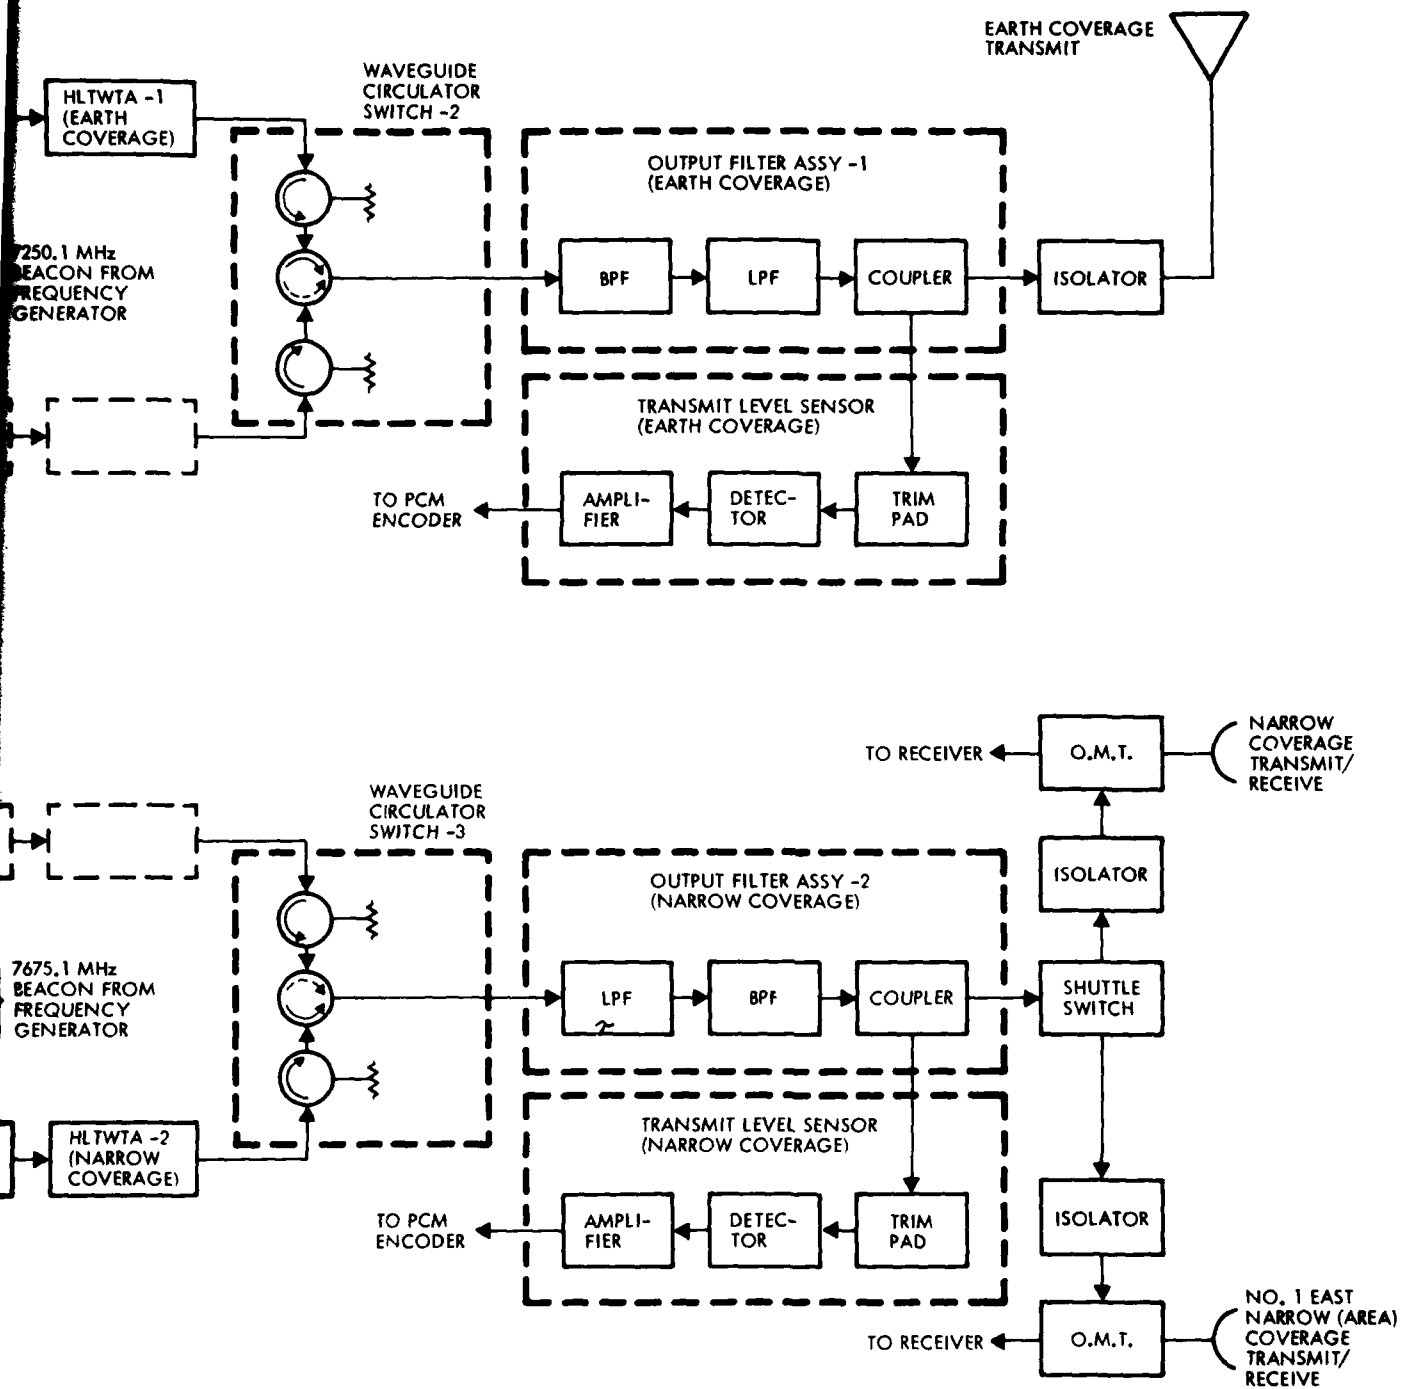 EARTH COVERAGE
TRANSMIT
WAVEGUIDE
CIRCULATOR
SWITCH -2
HLTWTA -1
(EARTH
COVERAGE)
OUTPUT FILTER ASSY -1
(EARTH COVERAGE)
7250.1 MHz
BEACON FROM
FREQUENCY
GENERATOR
BPF
LPF
COUPLER
ISOLATOR
TRANSMIT LEVEL SENSOR
(EARTH COVERAGE)
TO PCM
ENCODER
AMPLI-
FIER
DETEC-
TOR
TRIM
PAD
TO RECEIVER
O.M.T.
NARROW
COVERAGE
TRANSMIT/
RECEIVE
WAVEGUIDE
CIRCULATOR
SWITCH -3
ISOLATOR
OUTPUT FILTER ASSY -2
(NARROW COVERAGE)
7675.1 MHz
BEACON FROM
FREQUENCY
GENERATOR
LPF
BPF
COUPLER
SHUTTLE
SWITCH
HLTWTA -2
(NARROW
COVERAGE)
TRANSMIT LEVEL SENSOR
(NARROW COVERAGE)
TO PCM
ENCODER
AMPLI-
FIER
DETEC-
TOR
TRIM
PAD
ISOLATOR
TO RECEIVER
O.M.T.
NO. 1 EAST
NARROW (AREA)
COVERAGE
TRANSMIT/
RECEIVE